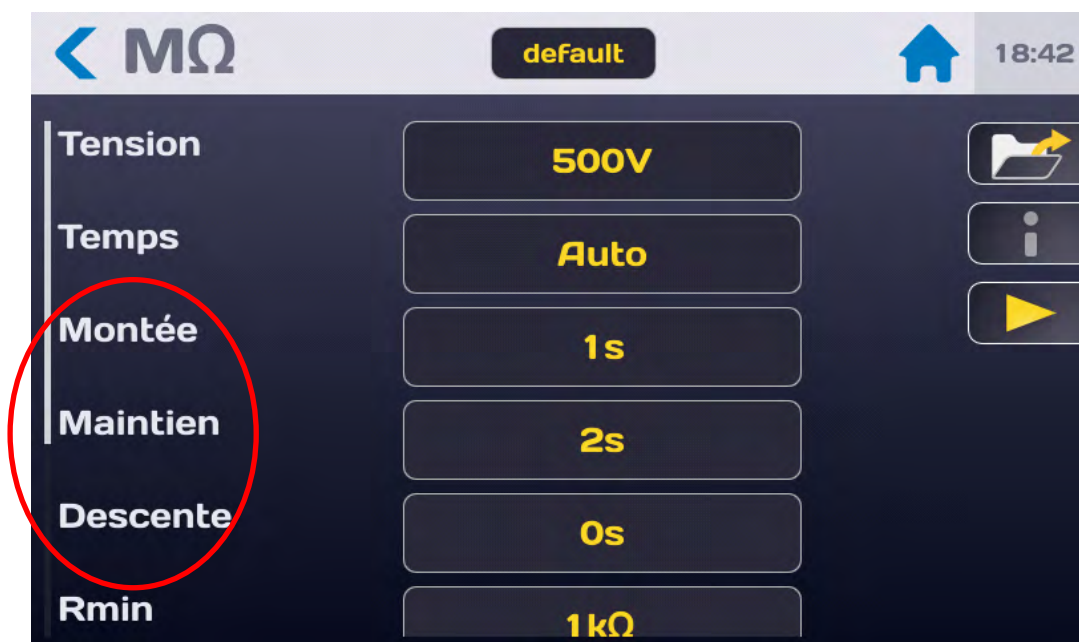 MΩ default 18:42
Tension 500V
Temps Auto
Montée 1s
Maintien 2s
Descente 0s
Rmin 1kΩ